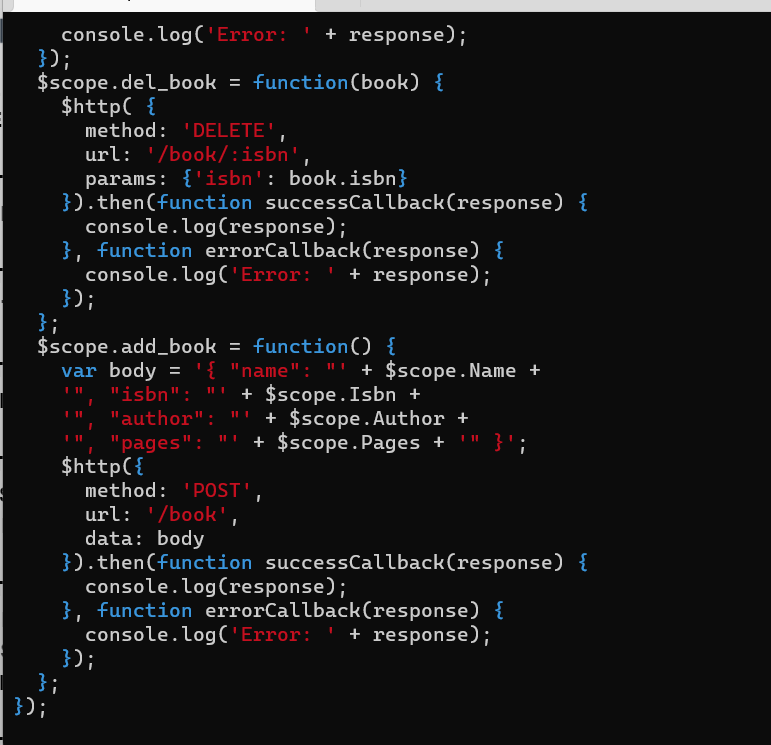 console.log('Error: ' + response);
  });
  $scope.del_book = function(book) {
    $http( {
      method: 'DELETE',
      url: '/book/:isbn',
      params: {'isbn': book.isbn}
    }).then(function successCallback(response) {
      console.log(response);
    }, function errorCallback(response) {
      console.log('Error: ' + response);
    });
  };
  $scope.add_book = function() {
    var body = '{ "name": "' + $scope.Name +
    '", "isbn": "' + $scope.Isbn +
    '", "author": "' + $scope.Author +
    '", "pages": "' + $scope.Pages + '" }';
    $http({
      method: 'POST',
      url: '/book',
      data: body
    }).then(function successCallback(response) {
      console.log(response);
    }, function errorCallback(response) {
      console.log('Error: ' + response);
    });
  };
});